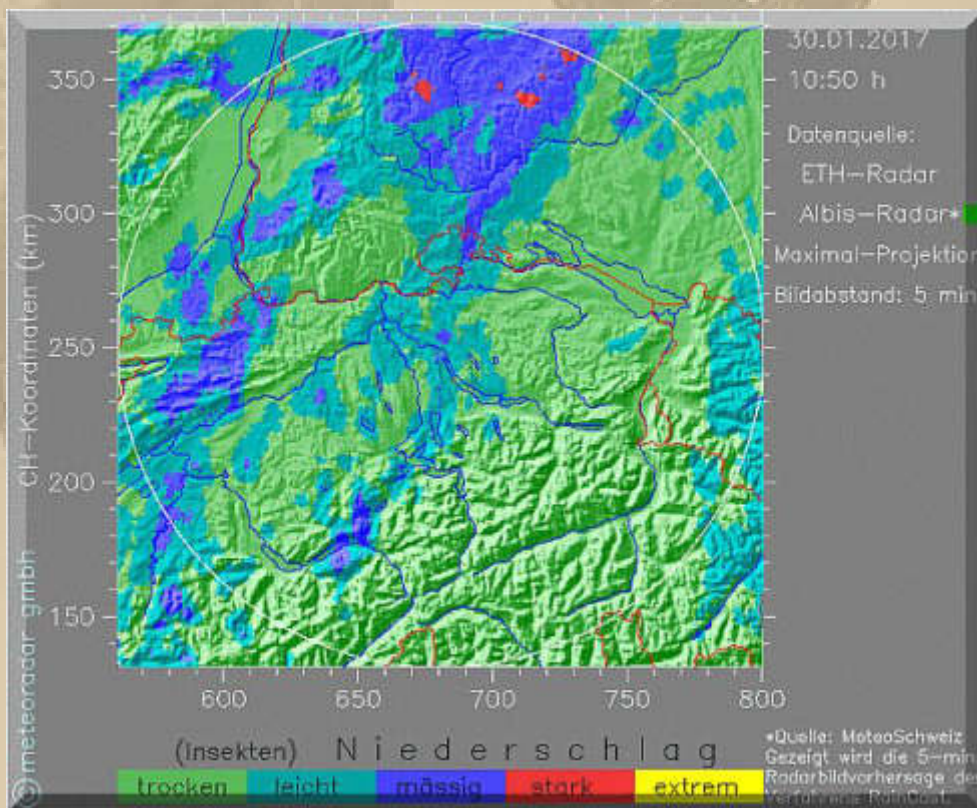 30.01.2017
10:50 h
Datenquelle:
ETH-Radar
Albis-Radar*
Maximal-Projektion
Bildabstand: 5 min
CH-Koordinaten (km)
© meteoradar gmbh
350
300
250
200
150
600
650
700
750
800
(Insekten) Niederschlag
trocken leicht mässig stark extrem
*Quelle: MeteoSchweiz
Gezeigt wird die 5-min
Radarbildvorhersage de